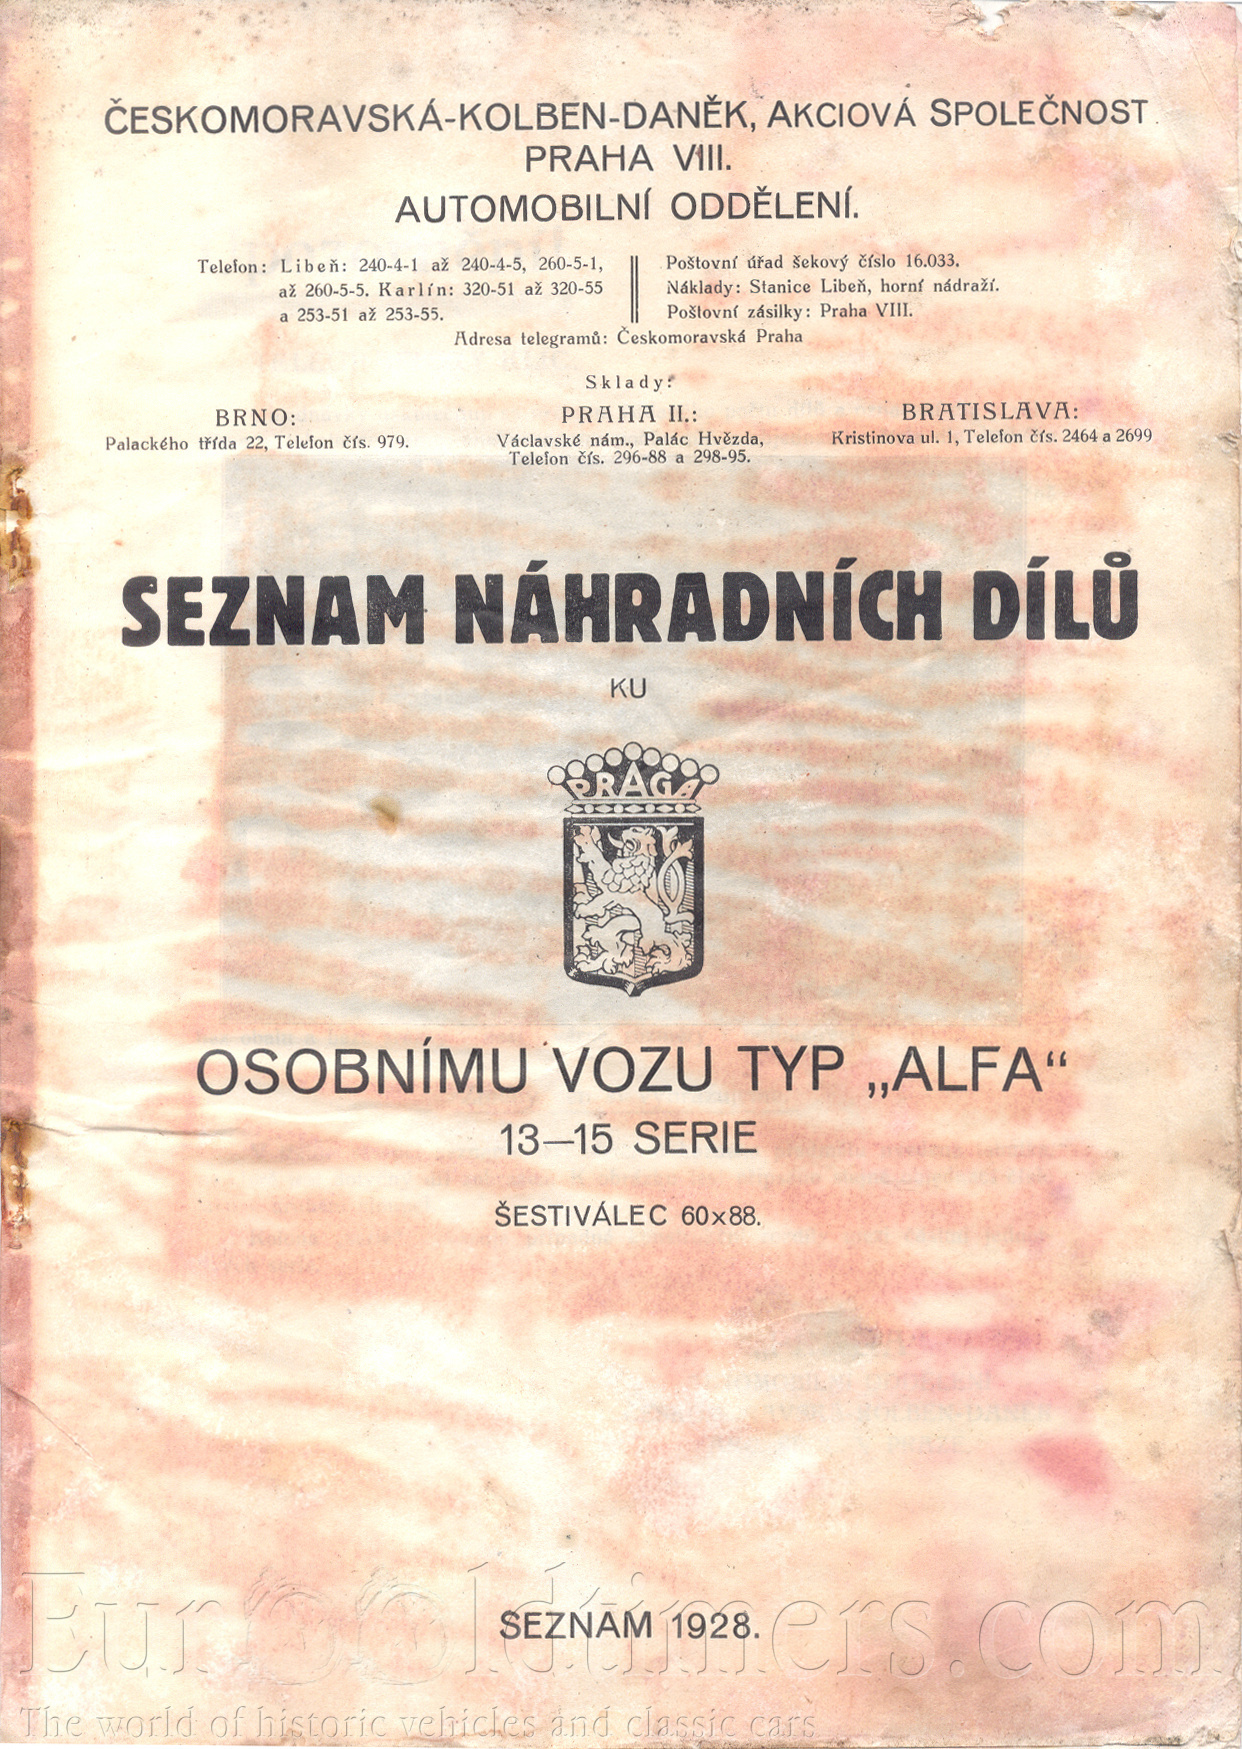 ČESKOMORAVSKÁ-KOLBEN-DANĚK, AKCIOVÁ SPOLEČNOST
PRAHA VIII.
AUTOMOBILNÍ ODDĚLENÍ.
Telefon: Libeň: 240-4-1 až 240-4-5, 260-5-1,
až 260-5-5. Karlín: 320-51 až 320-55
a 253-51 až 253-55.
Poštovní úřad šekový číslo 16.033.
Náklady: Stanice Libeň, horní nádraží.
Poštovní zásilky: Praha VIII.
Adresa telegramů: Českomoravská Praha
Sklady:
BRNO:
Palackého třída 22, Telefon čís. 979.
PRAHA II.:
Václavské nám., Palác Hvězda,
Telefon čís. 296-88 a 298-95.
BRATISLAVA:
Kristinova ul. 1, Telefon čís. 2464 a 2699
SEZNAM NÁHRADNÍCH DÍLŮ
KU
PRAGA
OSOBNÍMU VOZU TYP „ALFA“
13—15 SERIE
ŠESTIVÁLEC 60×88.
SEZNAM 1928.
EurOOldtimers.com
The world of historic vehicles and classic cars